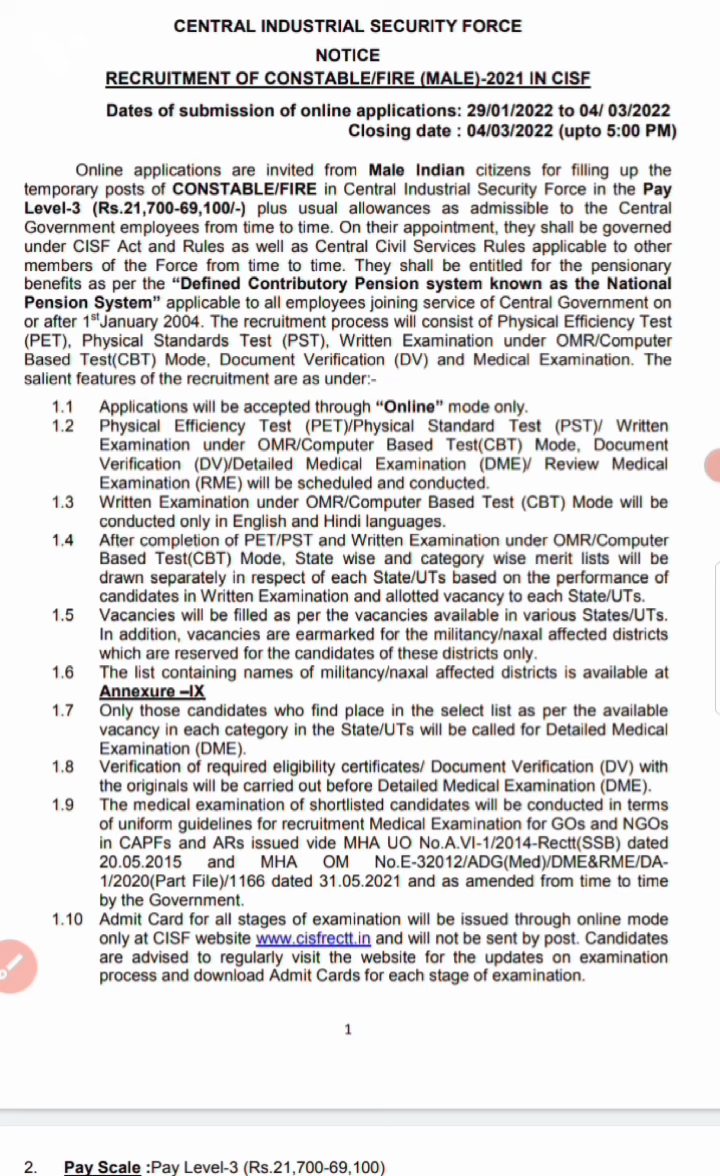 CENTRAL INDUSTRIAL SECURITY FORCE
NOTICE
RECRUITMENT OF CONSTABLE/FIRE (MALE)-2021 IN CISF
Dates of submission of online applications: 29/01/2022 to 04/ 03/2022
Closing date : 04/03/2022 (upto 5:00 PM)
Online applications are invited from Male Indian citizens for filling up the
temporary posts of CONSTABLE/FIRE in Central Industrial Security Force in the Pay
Level-3 (Rs.21,700-69,100/-) plus usual allowances as admissible to the Central
Government employees from time to time. On their appointment, they shall be governed
under CISF Act and Rules as well as Central Civil Services Rules applicable to other
members of the Force from time to time. They shall be entitled for the pensionary
benefits as per the “Defined Contributory Pension system known as the National
Pension System” applicable to all employees joining service of Central Government on
or after 1st January 2004. The recruitment process will consist of Physical Efficiency Test
(PET), Physical Standards Test (PST), Written Examination under OMR/Computer
Based Test(CBT) Mode, Document Verification (DV) and Medical Examination. The
salient features of the recruitment are as under:-
1.1 Applications will be accepted through “Online” mode only.
1.2 Physical Efficiency Test (PET)/Physical Standard Test (PST)/ Written
Examination under OMR/Computer Based Test(CBT) Mode, Document
Verification (DV)/Detailed Medical Examination (DME)/ Review Medical
Examination (RME) will be scheduled and conducted.
1.3 Written Examination under OMR/Computer Based Test (CBT) Mode will be
conducted only in English and Hindi languages.
1.4 After completion of PET/PST and Written Examination under OMR/Computer
Based Test(CBT) Mode, State wise and category wise merit lists will be
drawn separately in respect of each State/UTs based on the performance of
candidates in Written Examination and allotted vacancy to each State/UTs.
1.5 Vacancies will be filled as per the vacancies available in various States/UTs.
In addition, vacancies are earmarked for the militancy/naxal affected districts
which are reserved for the candidates of these districts only.
1.6 The list containing names of militancy/naxal affected districts is available at
Annexure –IX
1.7 Only those candidates who find place in the select list as per the available
vacancy in each category in the State/UTs will be called for Detailed Medical
Examination (DME).
1.8 Verification of required eligibility certificates/ Document Verification (DV) with
the originals will be carried out before Detailed Medical Examination (DME).
1.9 The medical examination of shortlisted candidates will be conducted in terms
of uniform guidelines for recruitment Medical Examination for GOs and NGOs
in CAPFs and ARs issued vide MHA UO No.A.VI-1/2014-Rectt(SSB) dated
20.05.2015 and MHA OM No.E-32012/ADG(Med)/DME&RME/DA-
1/2020(Part File)/1166 dated 31.05.2021 and as amended from time to time
by the Government.
1.10 Admit Card for all stages of examination will be issued through online mode
only at CISF website www.cisfrectt.in and will not be sent by post. Candidates
are advised to regularly visit the website for the updates on examination
process and download Admit Cards for each stage of examination.
1
2. Pay Scale :Pay Level-3 (Rs.21,700-69,100)